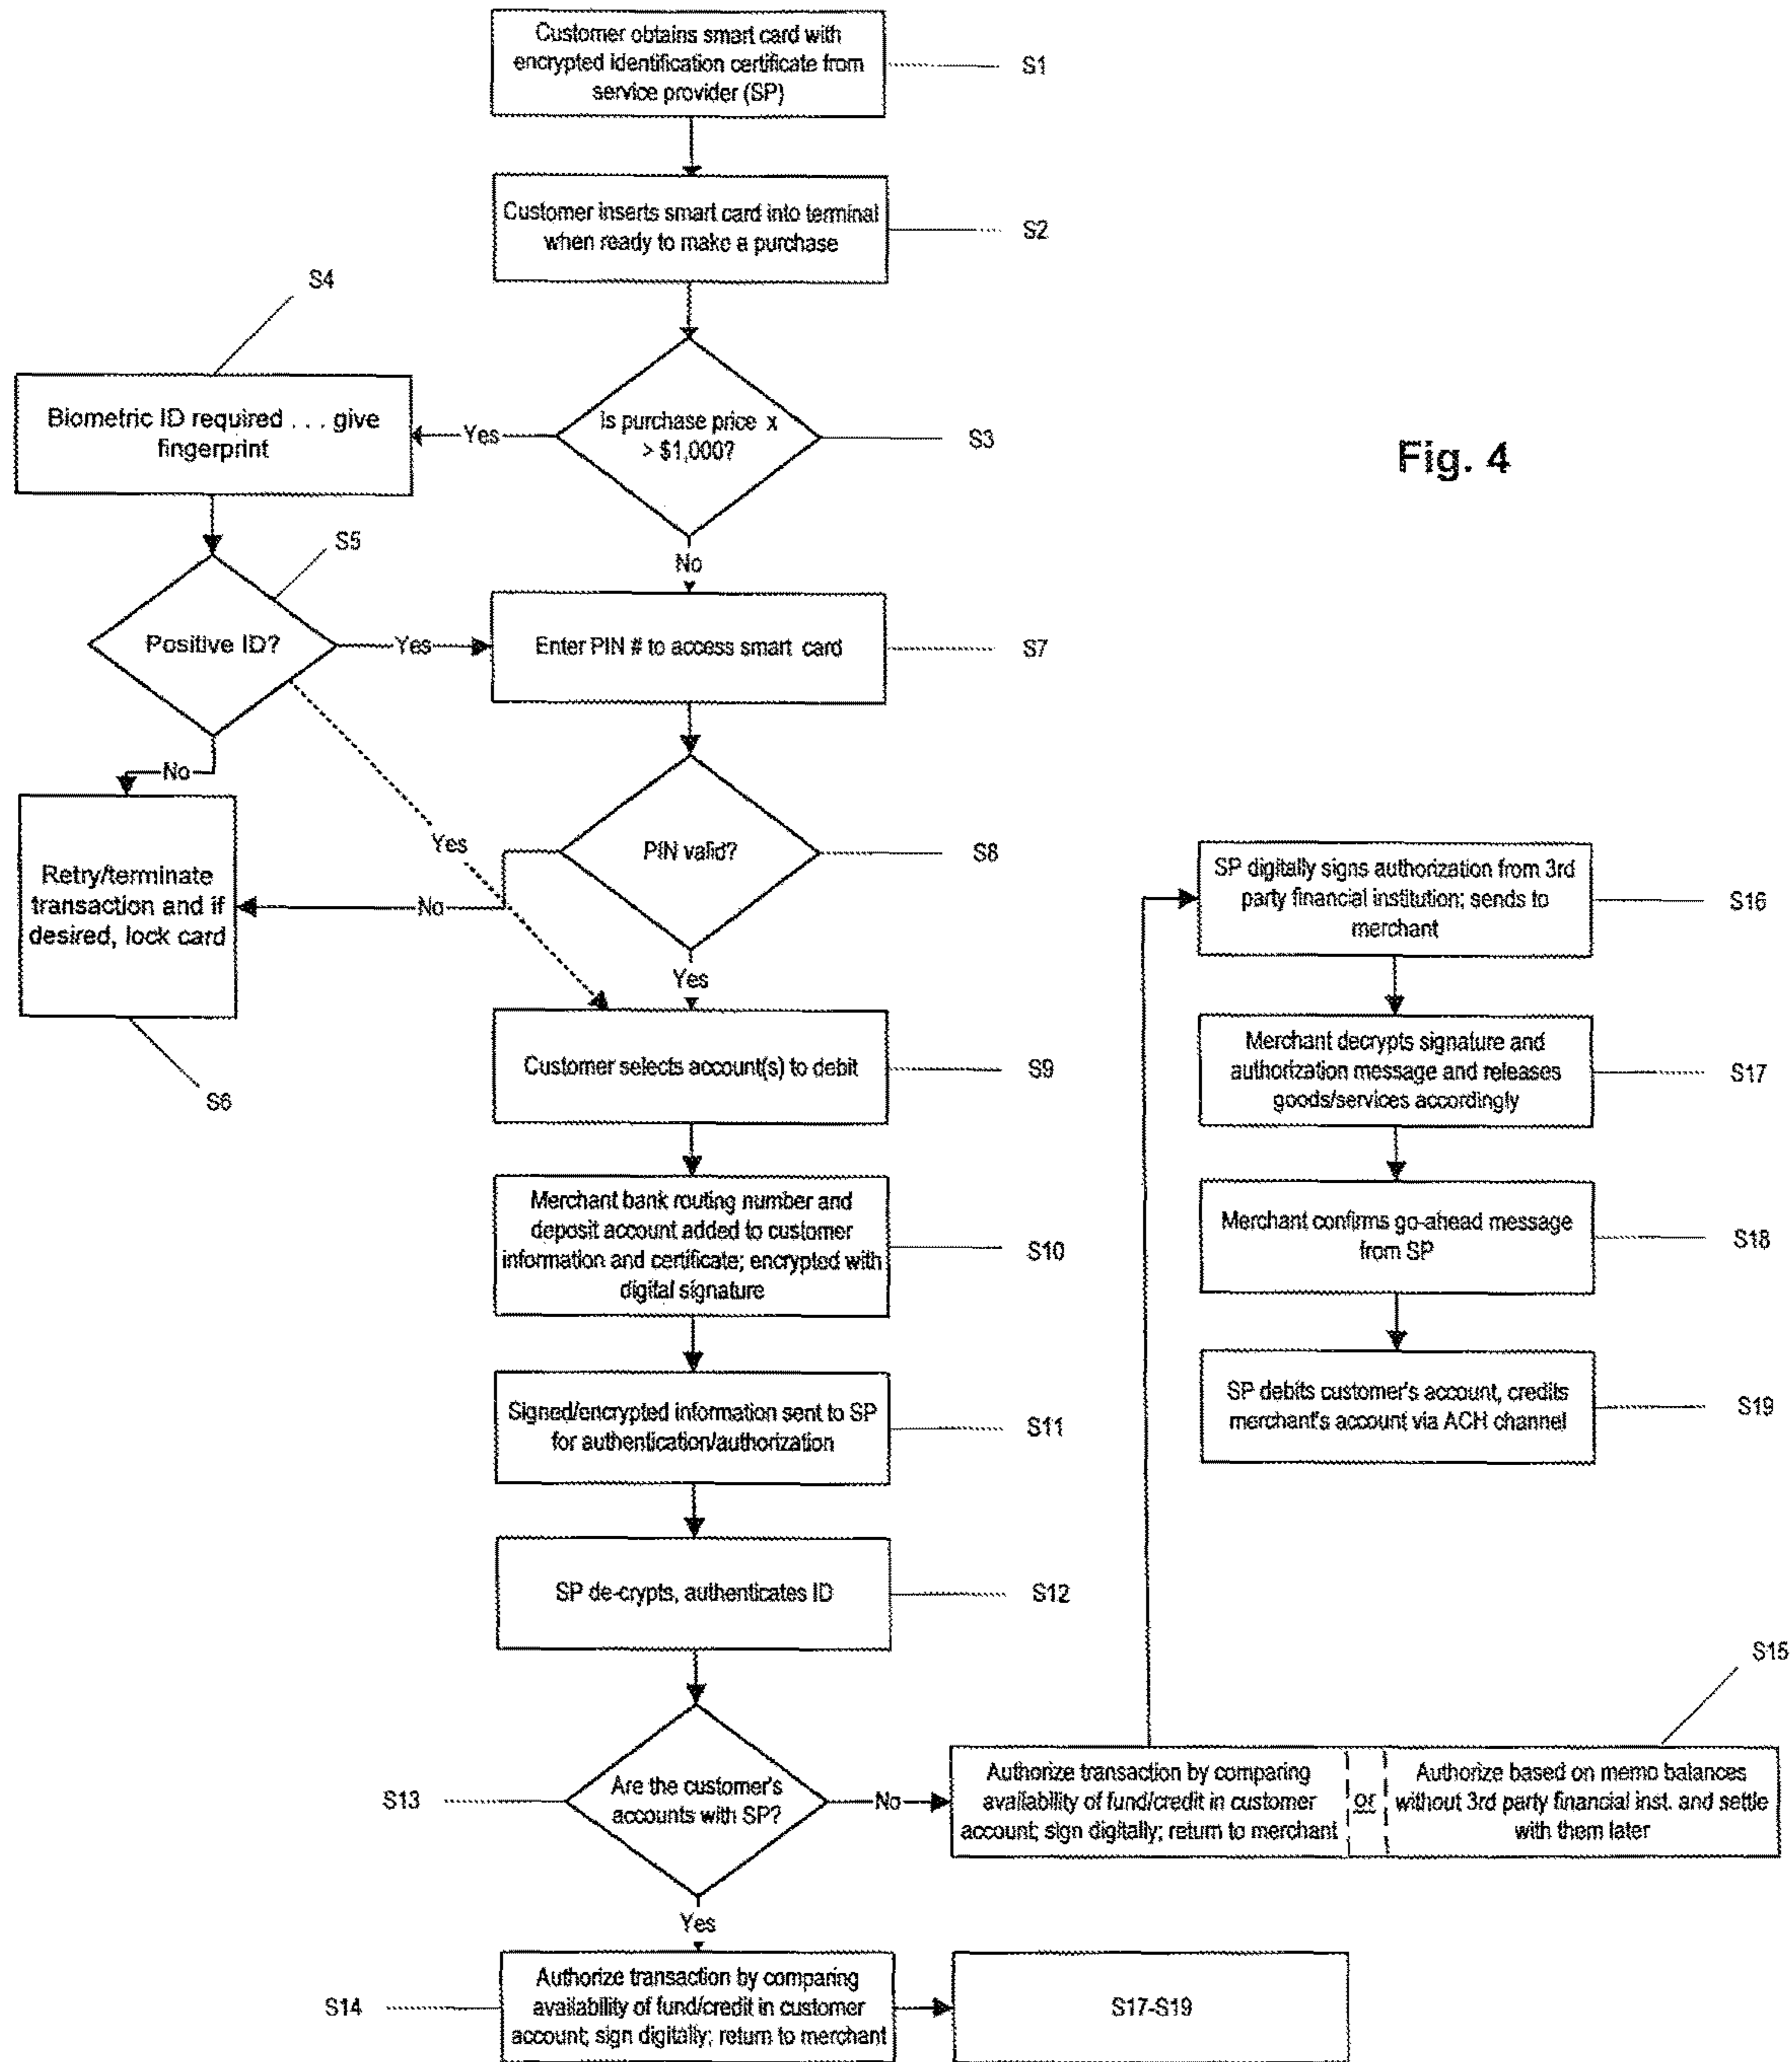 Customer obtains smart card with
encrypted identification certificate from
service provider (SP)
S1
Customer inserts smart card into terminal
when ready to make a purchase
S2
S4
Biometric ID required . . . give
fingerprint
Yes
Is purchase price x
> $1,000?
S3
Fig. 4
No
S5
Positive ID?
Yes
Enter PIN # to access smart card
S7
No
Yes
PIN valid?
S8
Retry/terminate
transaction and if
desired, lock card
No
S6
Yes
Customer selects account(s) to debit
S9
Merchant bank routing number and
deposit account added to customer
information and certificate; encrypted with
digital signature
S10
Signed/encrypted information sent to SP
for authentication/authorization
S11
SP de-crypts, authenticates ID
S12
S13
Are the customer's
accounts with SP?
No
Authorize transaction by comparing
availability of fund/credit in customer
account; sign digitally; return to merchant
or
Authorize based on memo balances
without 3rd party financial inst. and settle
with them later
S15
Yes
S14
Authorize transaction by comparing
availability of fund/credit in customer
account; sign digitally; return to merchant
S17-S19
SP digitally signs authorization from 3rd
party financial institution; sends to
merchant
S16
Merchant decrypts signature and
authorization message and releases
goods/services accordingly
S17
Merchant confirms go-ahead message
from SP
S18
SP debits customer's account, credits
merchant's account via ACH channel
S19